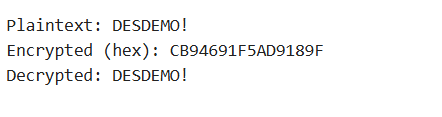 Plaintext: DESDEMO!
Encrypted (hex): CB94691F5AD9189F
Decrypted: DESDEMO!